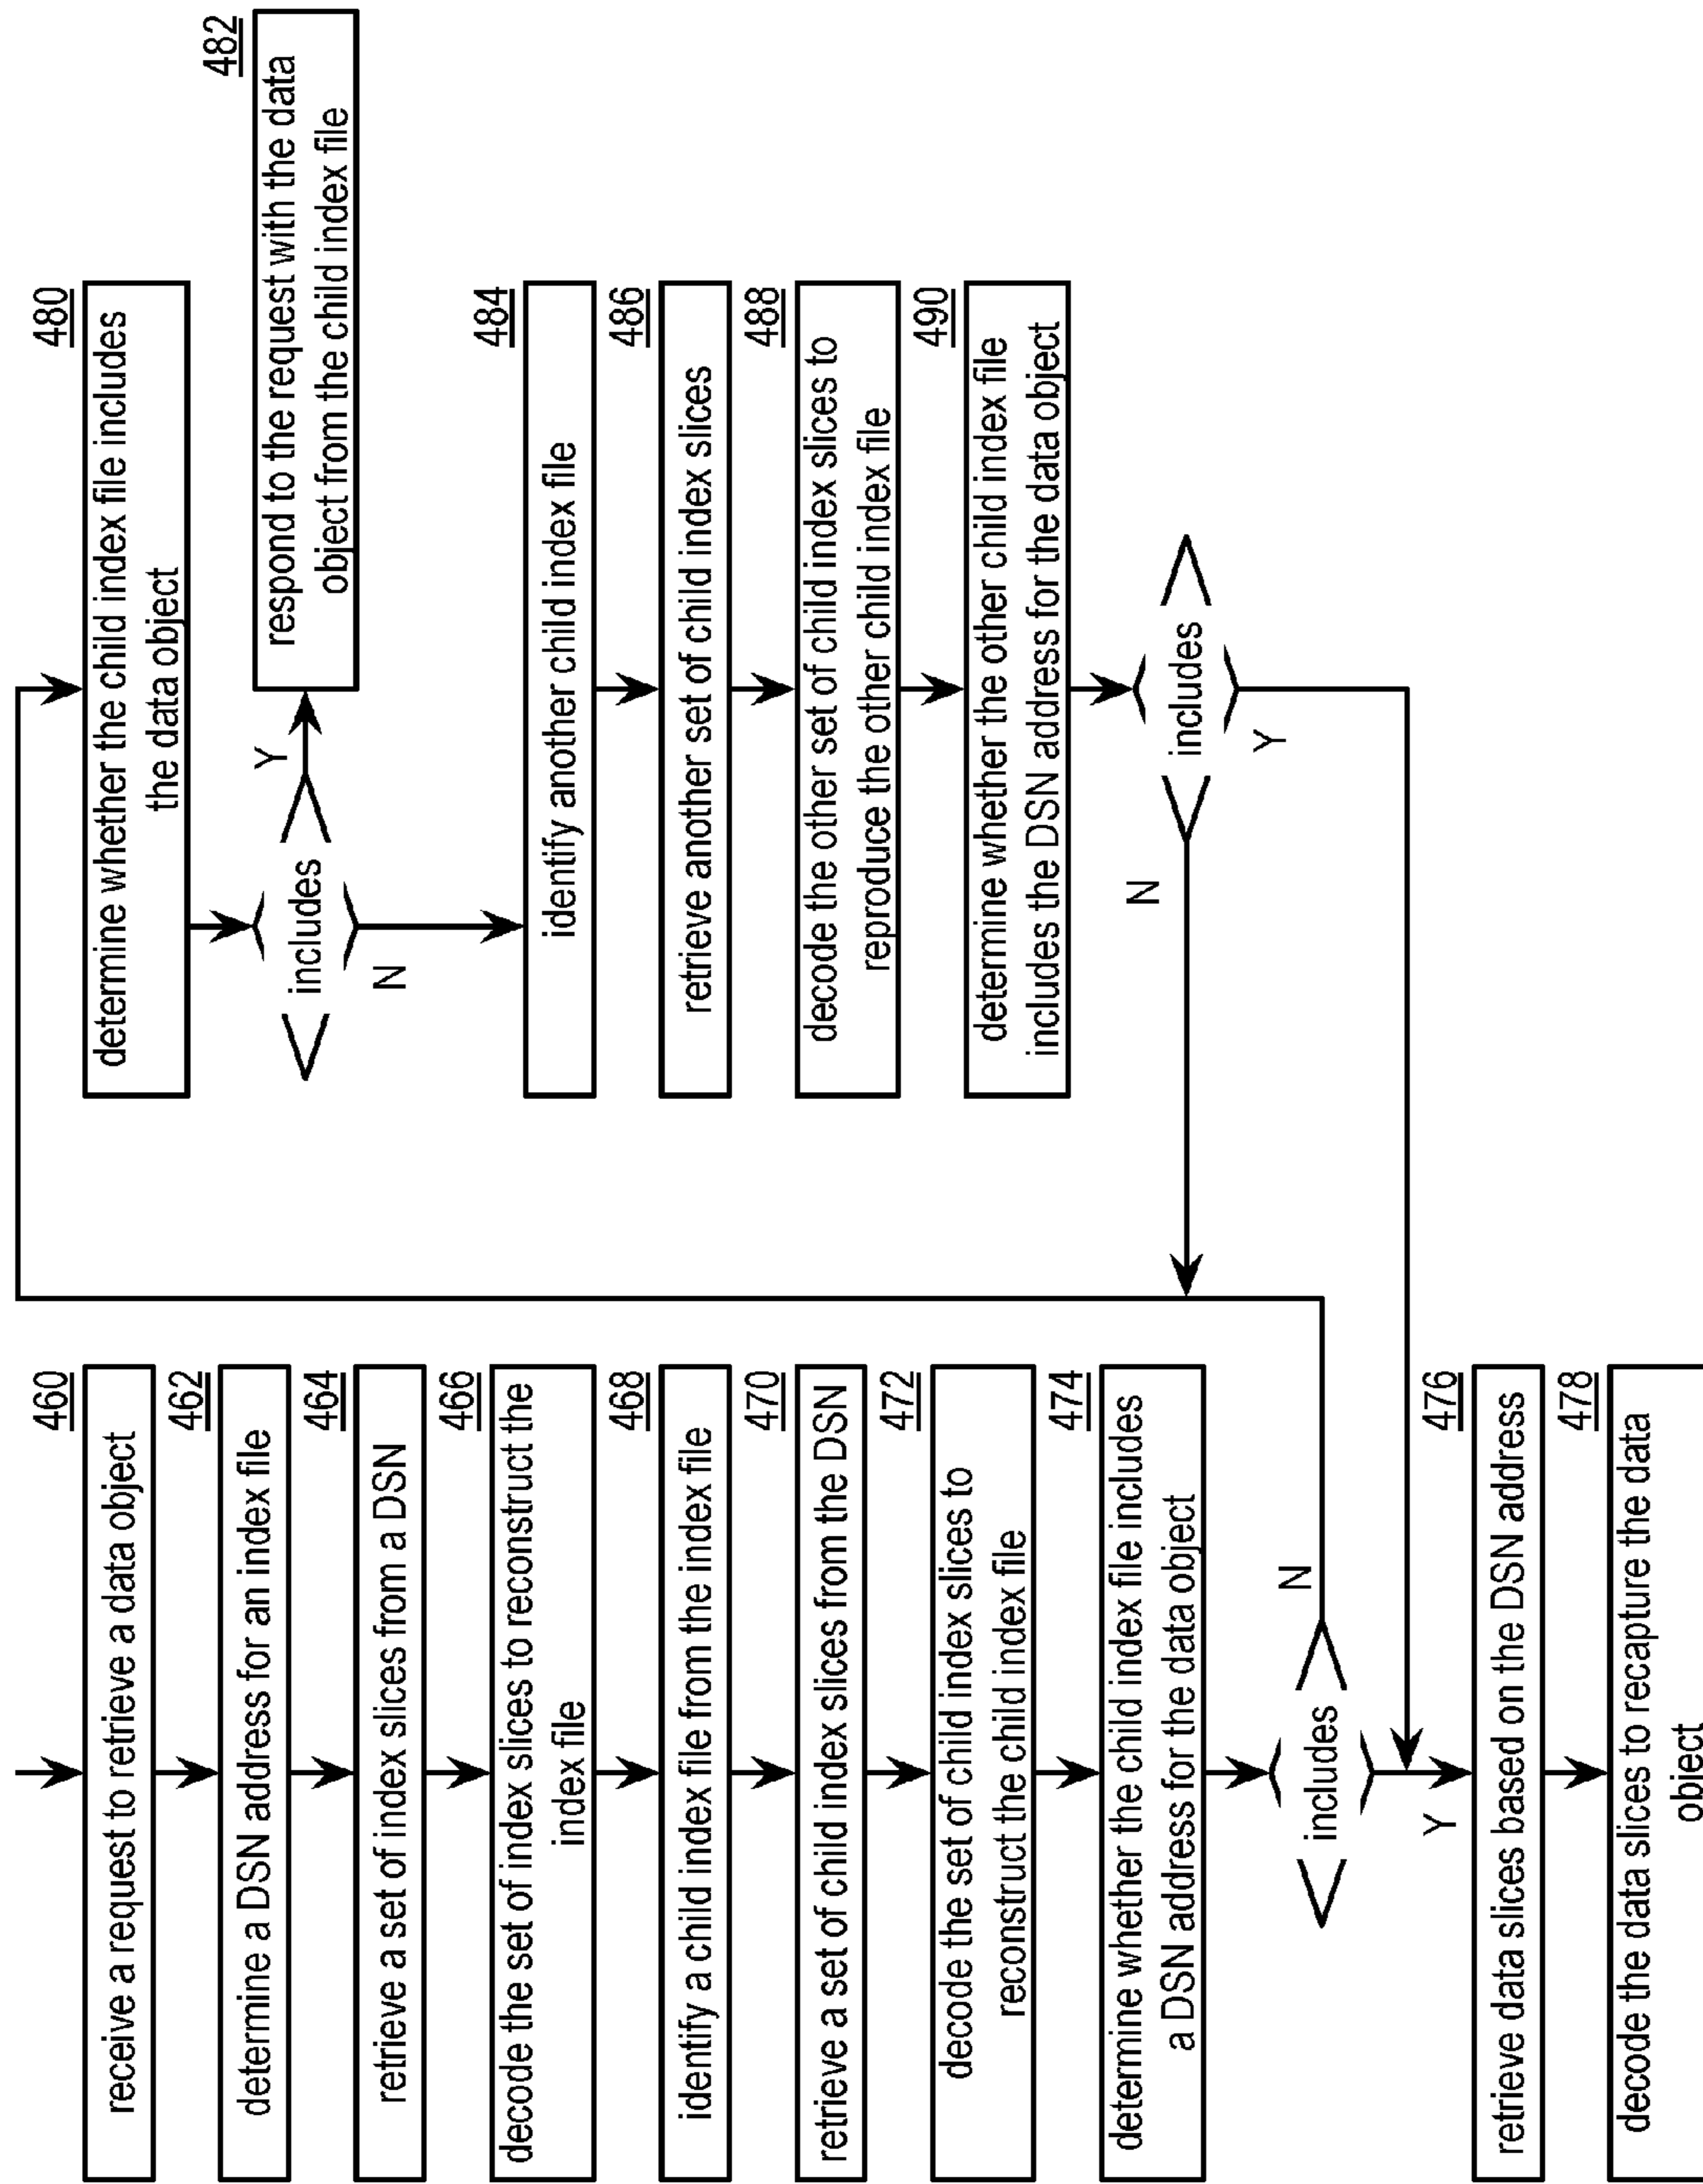 460
receive a request to retrieve a data object
462
determine a DSN address for an index file
464
retrieve a set of index slices from a DSN
466
decode the set of index slices to reconstruct the
index file
468
identify a child index file from the index file
470
retrieve a set of child index slices from the DSN
472
decode the set of child index slices to
reconstruct the child index file
474
determine whether the child index file includes
a DSN address for the data object
includes
N
Y
476
retrieve data slices based on the DSN address
478
decode the data slices to recapture the data
object
480
determine whether the child index file includes
the data object
includes
Y
N
482
respond to the request with the data
object from the child index file
484
identify another child index file
486
retrieve another set of child index slices
488
decode the other set of child index slices to
reproduce the other child index file
490
determine whether the other child index file
includes the DSN address for the data object
includes
N
Y